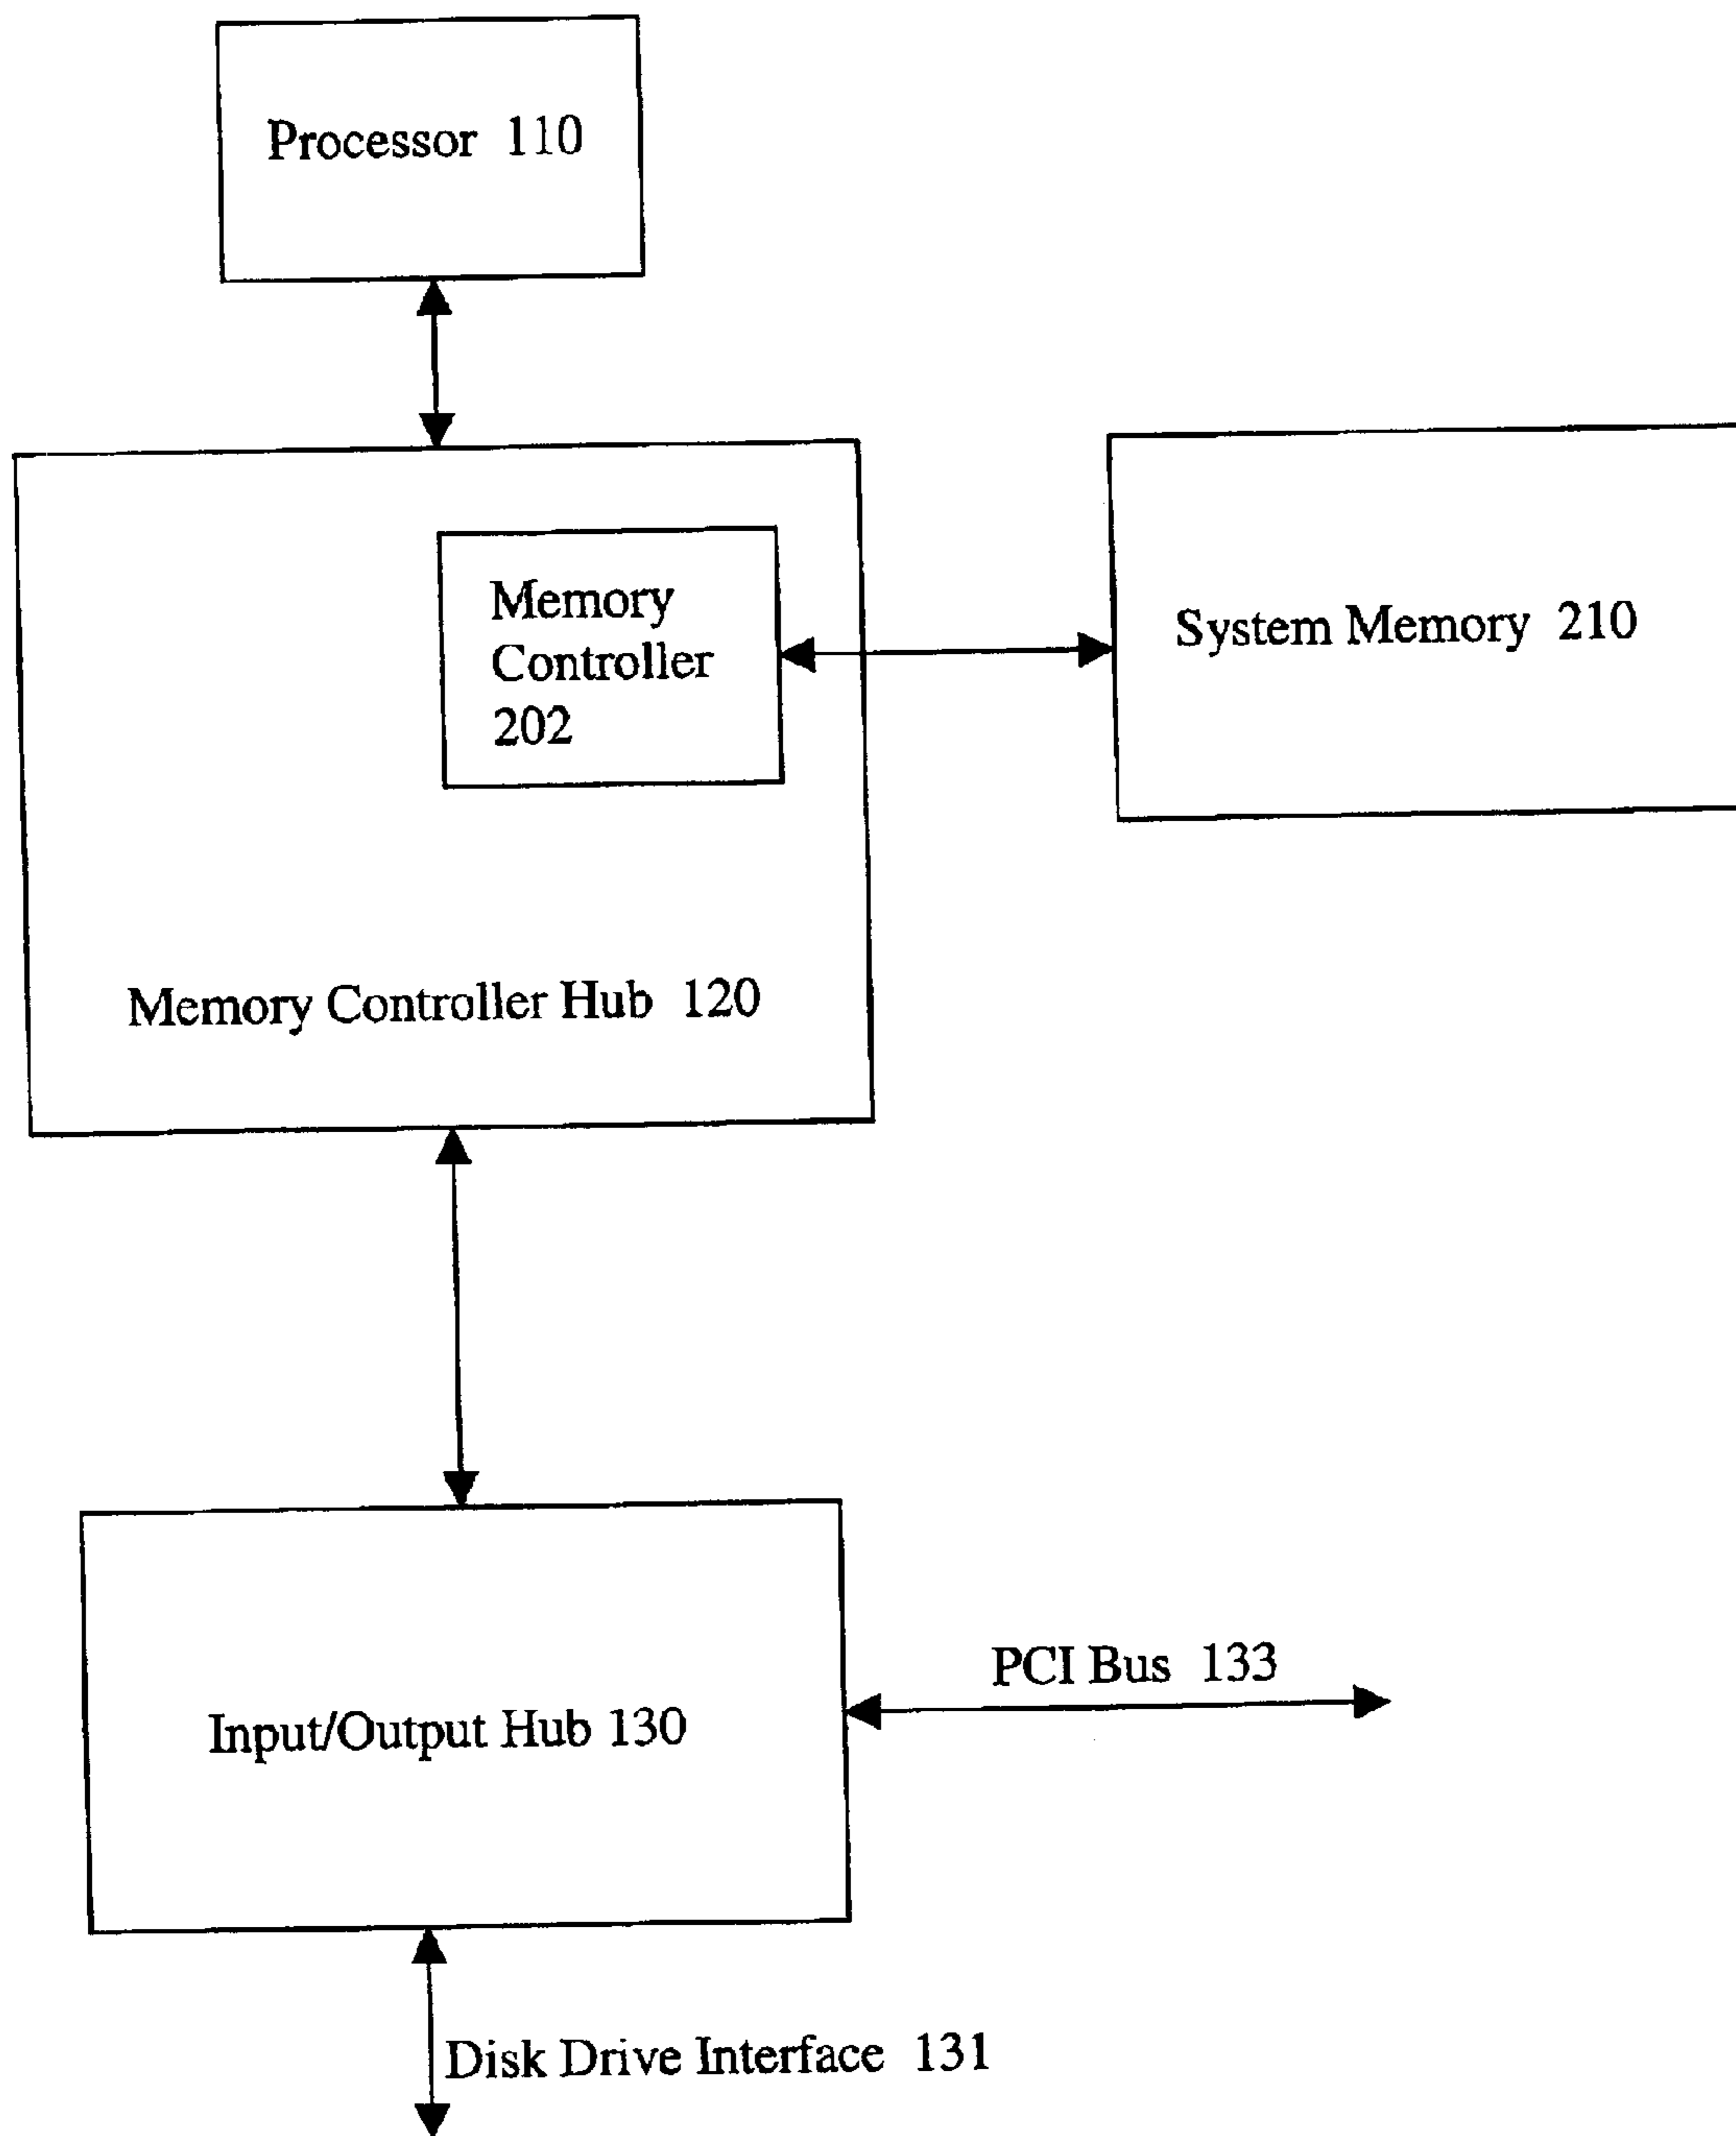 Processor 110
Memory
Controller
202
System Memory 210
Memory Controller Hub 120
PCI Bus 133
Input/Output Hub 130
Disk Drive Interface 131